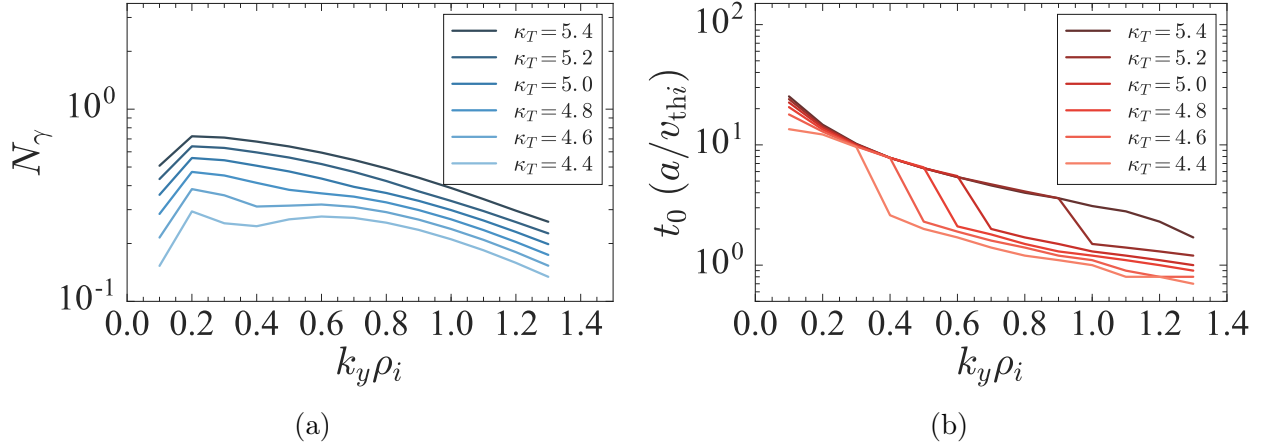 N_γ
10^0
10^-1
κ_T = 5.4
κ_T = 5.2
κ_T = 5.0
κ_T = 4.8
κ_T = 4.6
κ_T = 4.4
0.0 0.2 0.4 0.6 0.8 1.0 1.2 1.4
k_yρ_i
(a)
t_0 (a/v_thi)
10^2
10^1
10^0
κ_T = 5.4
κ_T = 5.2
κ_T = 5.0
κ_T = 4.8
κ_T = 4.6
κ_T = 4.4
0.0 0.2 0.4 0.6 0.8 1.0 1.2 1.4
k_yρ_i
(b)